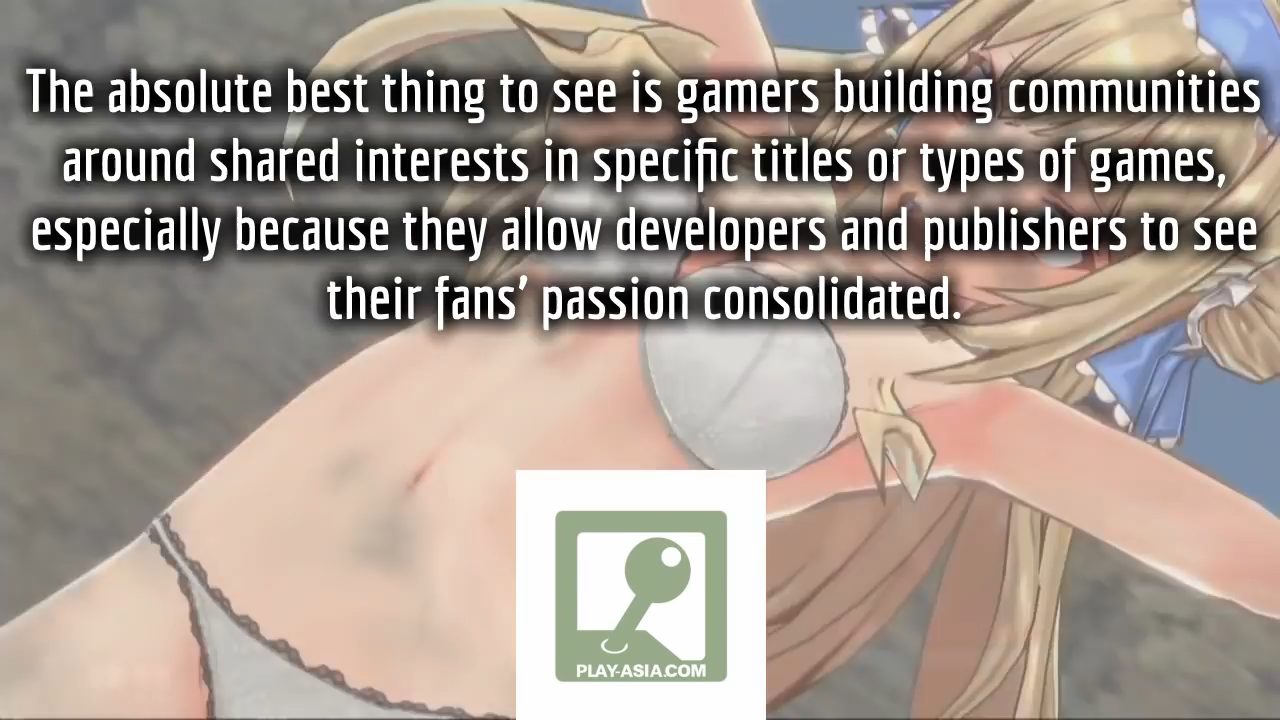 The absolute best thing to see is gamers building communities
around shared interests in specific titles or types of games,
especially because they allow developers and publishers to see
their fans’ passion consolidated.
PLAY-ASIA.COM